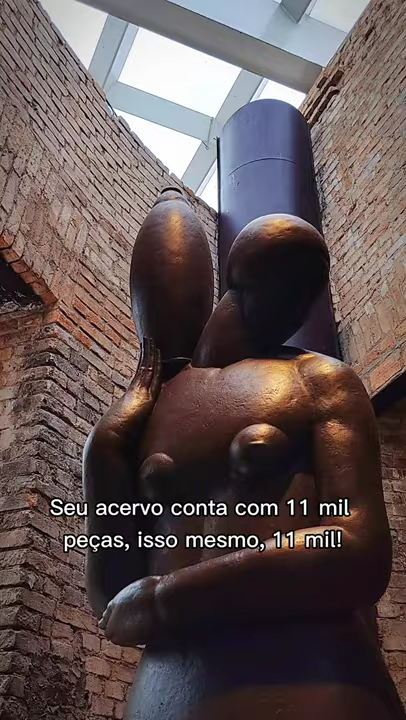 Seu acervo conta com 11 mil
peças, isso mesmo, 11 mil!